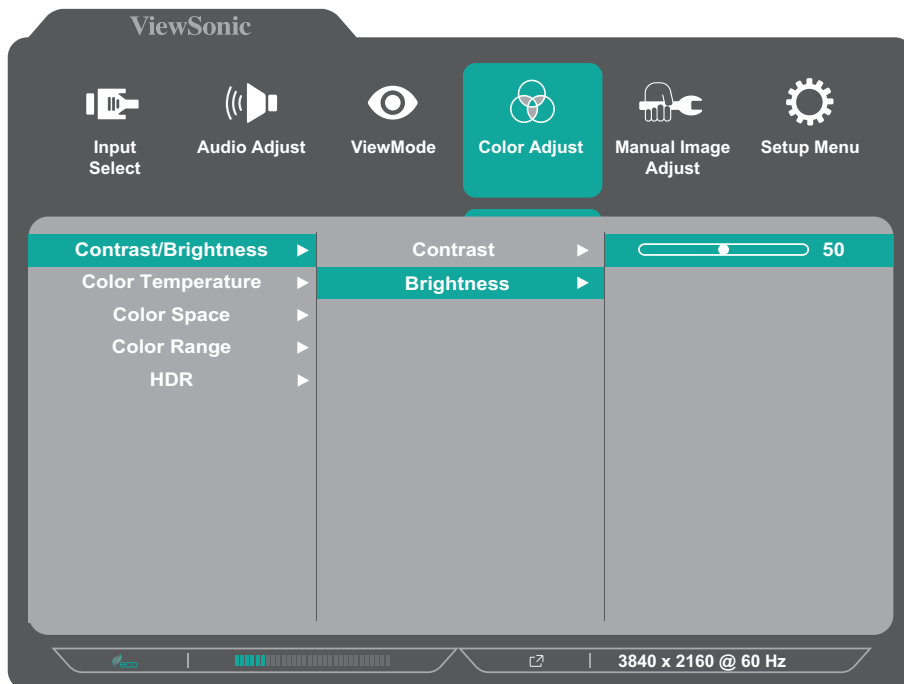 ViewSonic
Input
Select
Audio Adjust
ViewMode
Color Adjust
Manual Image
Adjust
Setup Menu
Contrast/Brightness
Contrast
50
Color Temperature
Brightness
Color Space
Color Range
HDR
eco
3840 x 2160 @ 60 Hz